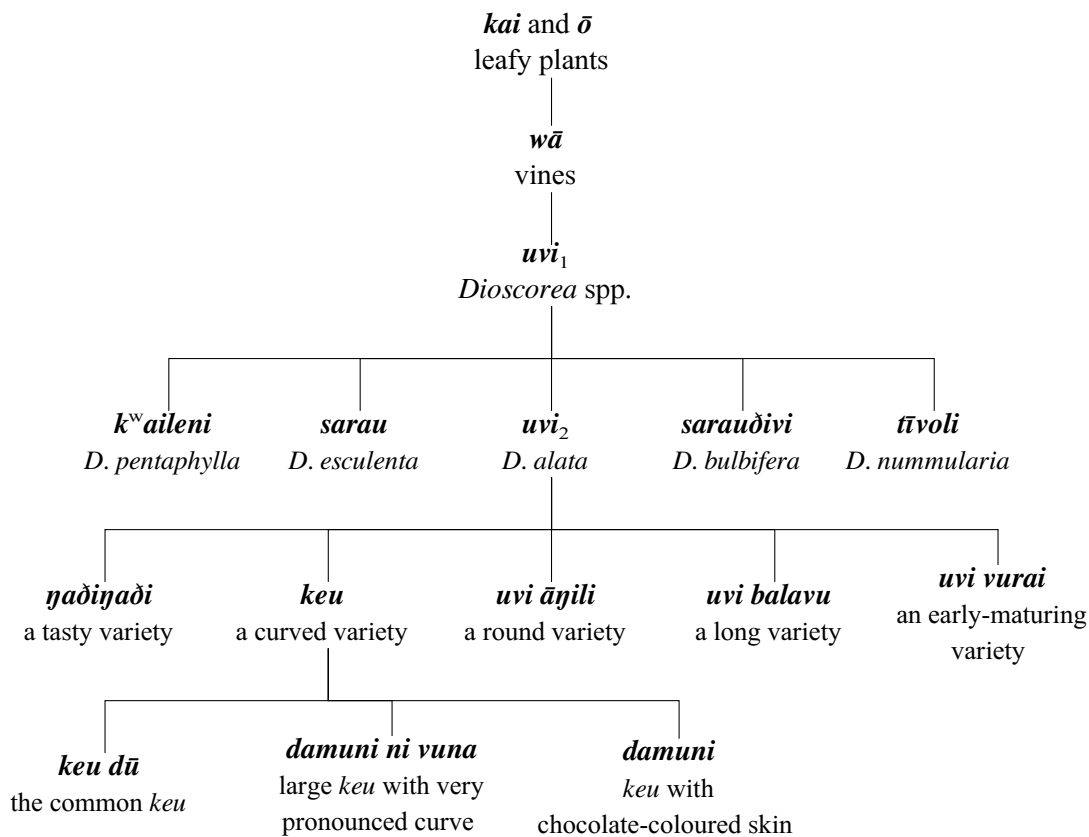 kai and ō
leafy plants
wā
vines
uvi₁
Dioscorea spp.
kʷaileni sarau uvi₂ sarauðivi tīvoli
D. pentaphylla D. esculenta D. alata D. bulbifera D. nummularia
ŋaðiŋaði keu uvi āŋili uvi balavu uvi vurai
a tasty variety a curved variety a round variety a long variety an early-maturing
variety
keu dū damuni ni vuna damuni
the common keu large keu with very keu with
pronounced curve chocolate-coloured skin